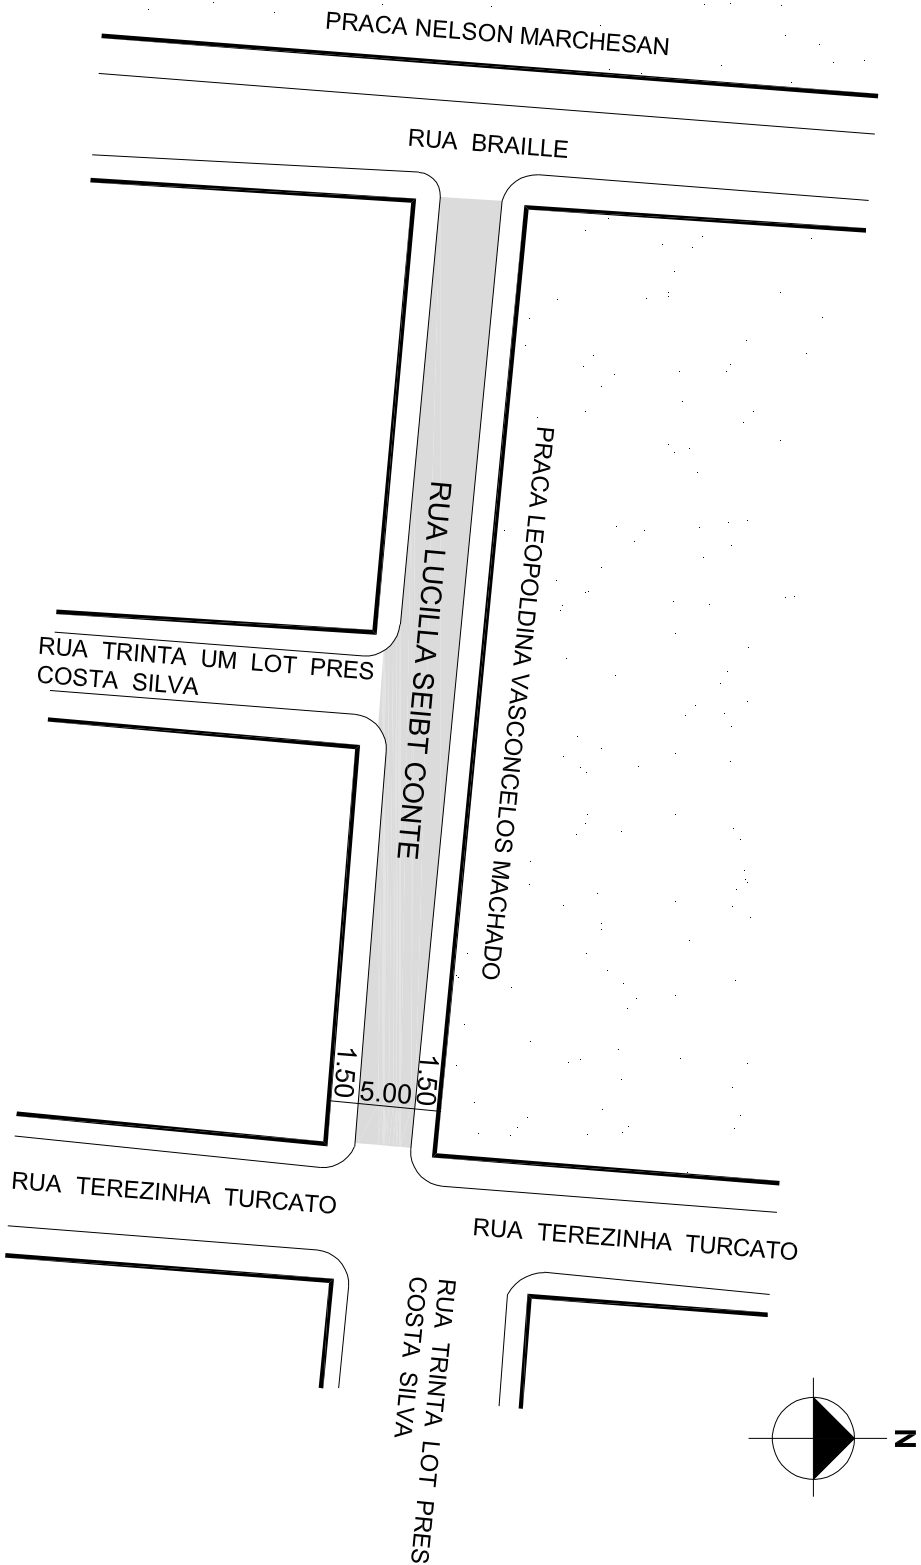 PRACA NELSON MARCHESAN
RUA BRAILLE
RUA LUCILLA SEIBT CONTE
PRACA LEOPOLDINA VASCONCELOS MACHADO
RUA TRINTA UM LOT PRES
COSTA SILVA
1.50
5.00
1.50
RUA TEREZINHA TURCATO
RUA TEREZINHA TURCATO
RUA TRINTA LOT PRES
COSTA SILVA
N